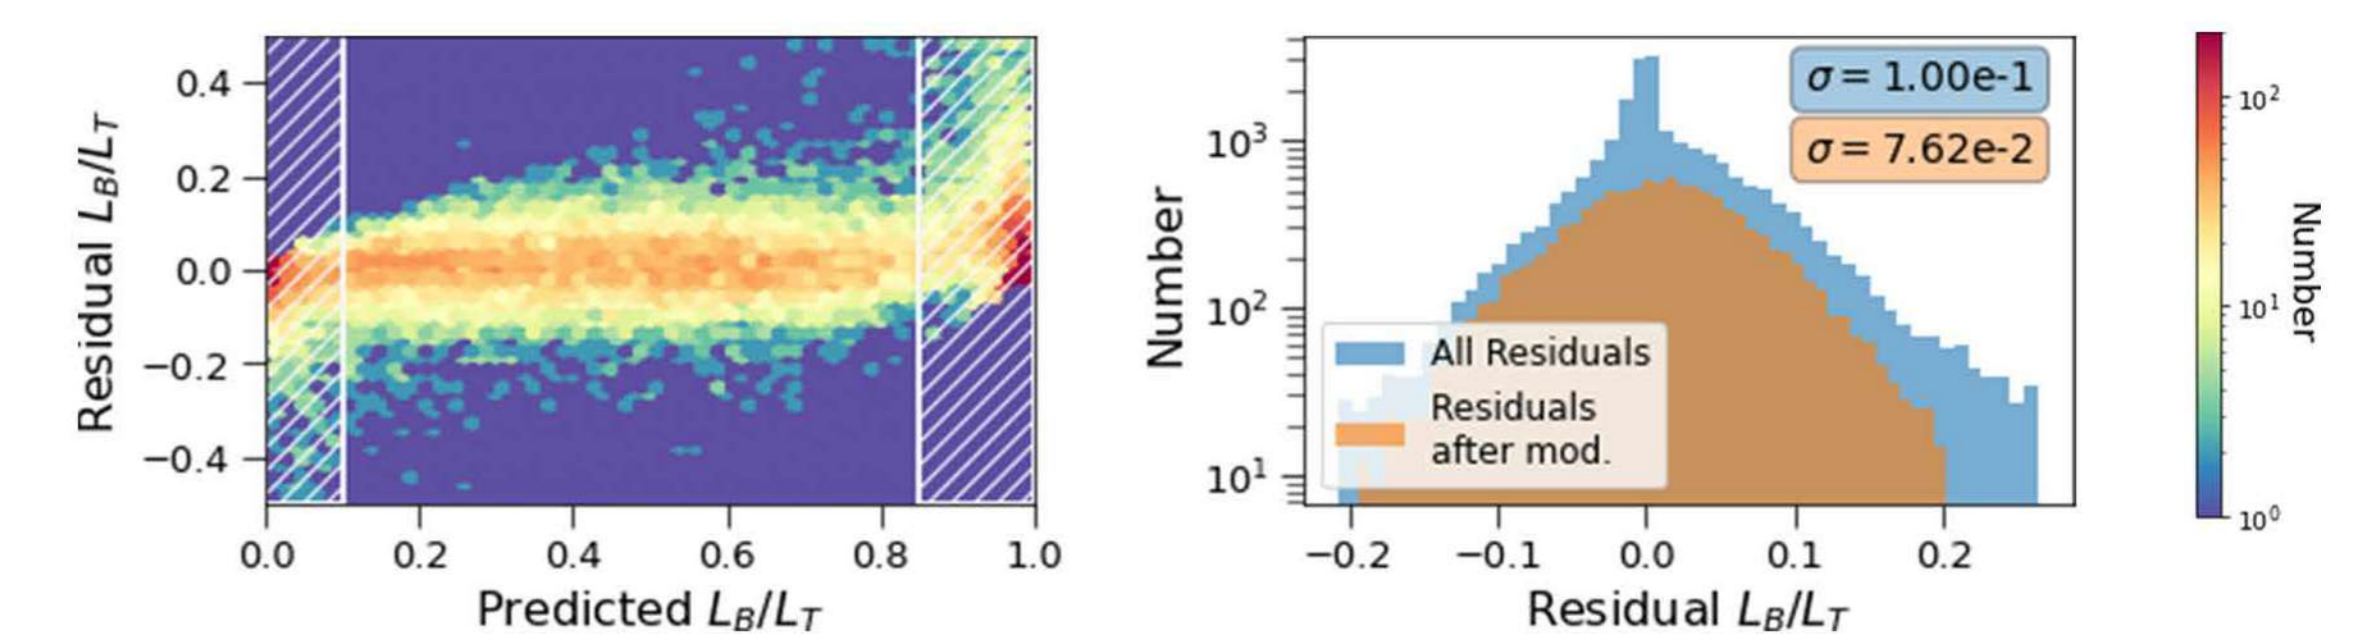 Residual L_B/L_T
0.4
0.2
0.0
−0.2
−0.4
0.0 0.2 0.4 0.6 0.8 1.0
Predicted L_B/L_T
Number
10^3
10^2
10^1
σ = 1.00e-1
σ = 7.62e-2
All Residuals
Residuals
after mod.
−0.2 −0.1 0.0 0.1 0.2
Residual L_B/L_T
10^2
10^1
10^0
Number